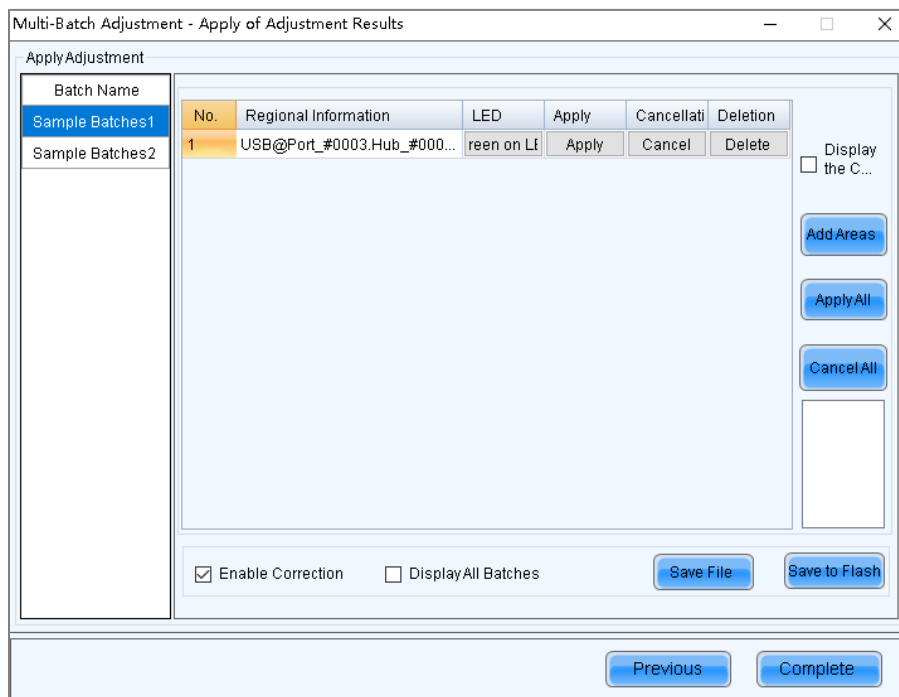 Multi-Batch Adjustment - Apply of Adjustment Results
Apply Adjustment
Batch Name
Sample Batches1
Sample Batches2
No. Regional Information LED Apply Cancellati Deletion
1 USB@Port_#0003.Hub_#000... reen on LE Apply Cancel Delete
Display
the C...
Add Areas
Apply All
Cancel All
Enable Correction Display All Batches Save File Save to Flash
Previous Complete